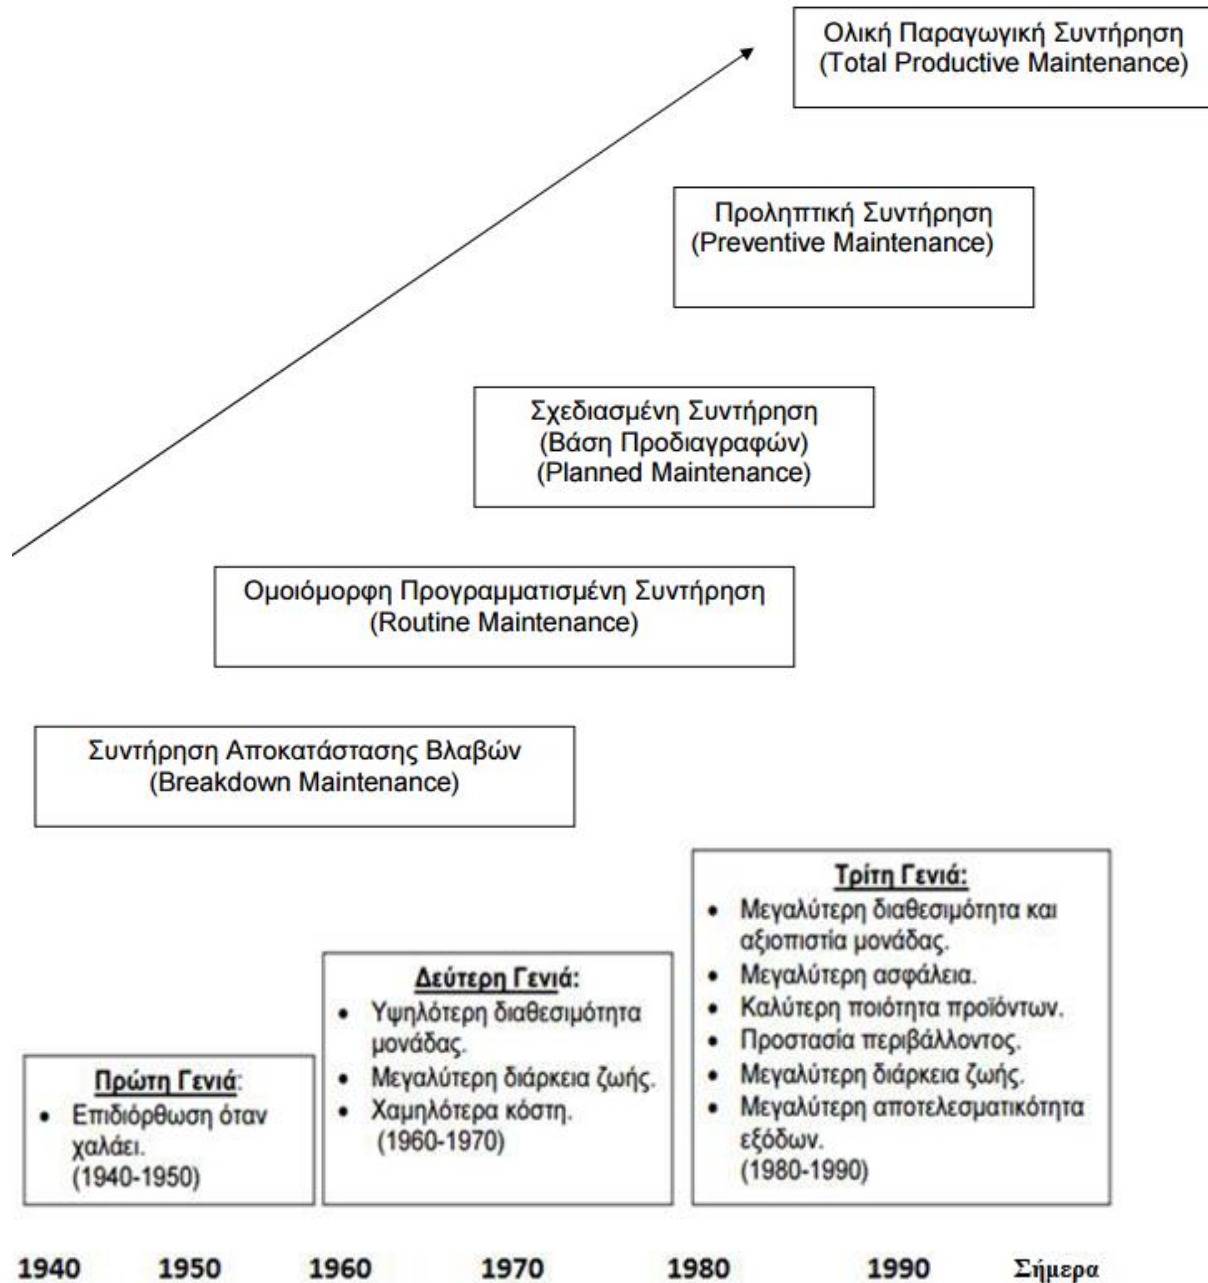 Ολική Παραγωγική Συντήρηση
(Total Productive Maintenance)
Προληπτική Συντήρηση
(Preventive Maintenance)
Σχεδιασμένη Συντήρηση
(Βάση Προδιαγραφών)
(Planned Maintenance)
Ομοιόμορφη Προγραμματισμένη Συντήρηση
(Routine Maintenance)
Συντήρηση Αποκατάστασης Βλαβών
(Breakdown Maintenance)
Πρώτη Γενιά:
• Επιδιόρθωση όταν
χαλάει.
(1940-1950)
Δεύτερη Γενιά:
• Υψηλότερη διαθεσιμότητα
μονάδας.
• Μεγαλύτερη διάρκεια ζωής.
• Χαμηλότερα κόστη.
(1960-1970)
Τρίτη Γενιά:
• Μεγαλύτερη διαθεσιμότητα και
αξιοπιστία μονάδας.
• Μεγαλύτερη ασφάλεια.
• Καλύτερη ποιότητα προϊόντων.
• Προστασία περιβάλλοντος.
• Μεγαλύτερη διάρκεια ζωής.
• Μεγαλύτερη αποτελεσματικότητα
εξόδων.
(1980-1990)
1940 1950 1960 1970 1980 1990 Σήμερα